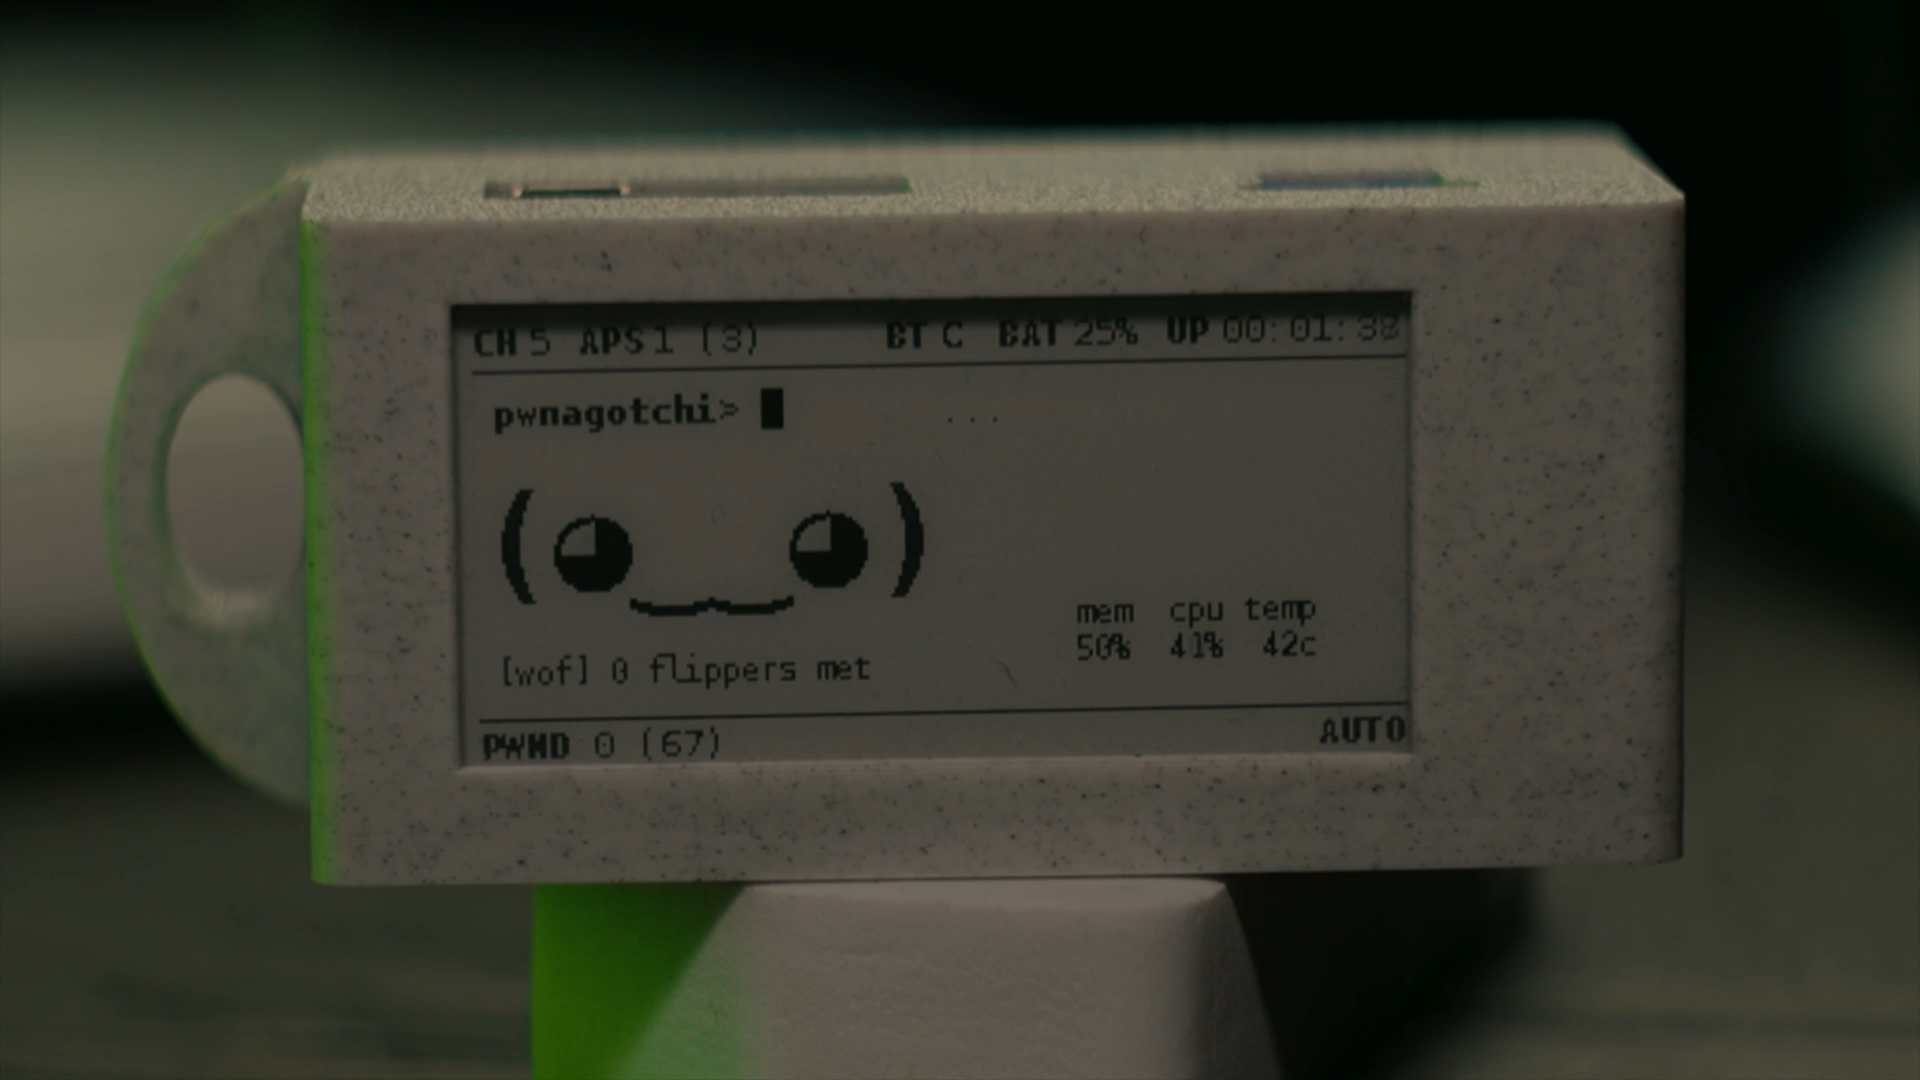 CH 5 APS 1 (3) BT C BAT 25% UP 00:01:38
pwnagotchi> ...
[wof] 0 flippers met
mem cpu temp
50% 41% 42c
PWND 0 (67) AUTO